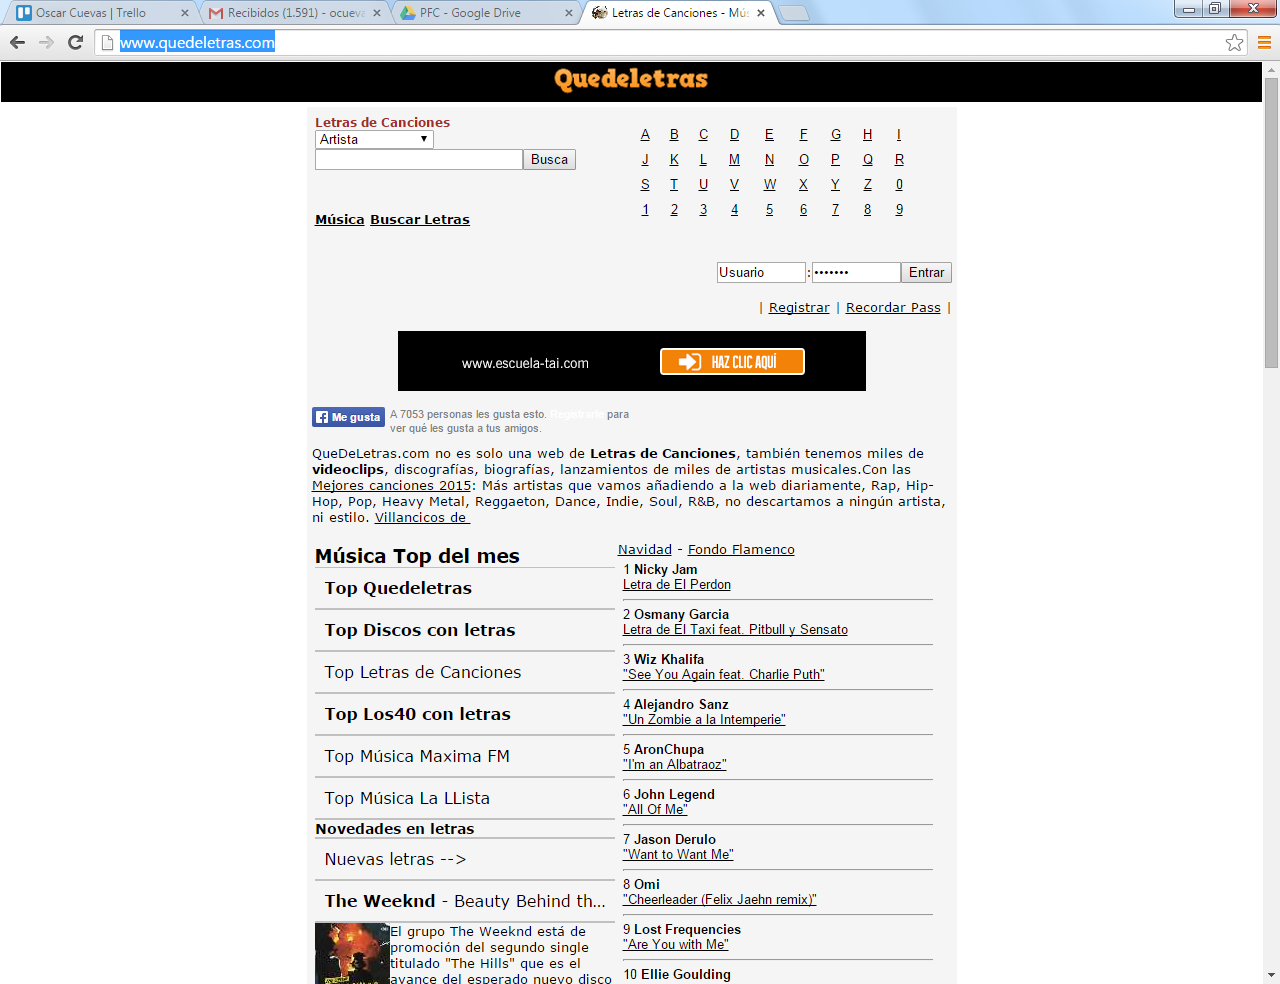 Oscar Cuevas | Trello
Recibidos (1.591) - ocueva
PFC - Google Drive
Letras de Canciones - Mús
www.quedeletras.com
Quedeletras
Letras de Canciones
Artista
Busca
A B C D E F G H I
J K L M N O P Q R
S T U V W X Y Z 0
1 2 3 4 5 6 7 8 9
Música Buscar Letras
Usuario : ••••••• Entrar
| Registrar | Recordar Pass |
www.escuela-tai.com HAZ CLIC AQUÍ
Me gusta
A 7053 personas les gusta esto. Regístrarte para
ver qué les gusta a tus amigos.
QueDeLetras.com no es solo una web de Letras de Canciones, también tenemos miles de
videoclips, discografías, biografías, lanzamientos de miles de artistas musicales.Con las
Mejores canciones 2015: Más artistas que vamos añadiendo a la web diariamente, Rap, Hip-
Hop, Pop, Heavy Metal, Reggaeton, Dance, Indie, Soul, R&B, no descartamos a ningún artista,
ni estilo. Villancicos de
Navidad - Fondo Flamenco
Música Top del mes
Top Quedeletras
Top Discos con letras
Top Letras de Canciones
Top Los40 con letras
Top Música Maxima FM
Top Música La LLista
Novedades en letras
Nuevas letras -->
The Weeknd - Beauty Behind th...
El grupo The Weeknd está de
promoción del segundo single
titulado "The Hills" que es el
avance del esperado nuevo disco
1 Nicky Jam
Letra de El Perdon
2 Osmany Garcia
Letra de El Taxi feat. Pitbull y Sensato
3 Wiz Khalifa
"See You Again feat. Charlie Puth"
4 Alejandro Sanz
"Un Zombie a la Intemperie"
5 AronChupa
"I'm an Albatraoz"
6 John Legend
"All Of Me"
7 Jason Derulo
"Want to Want Me"
8 Omi
"Cheerleader (Felix Jaehn remix)"
9 Lost Frequencies
"Are You with Me"
10 Ellie Goulding